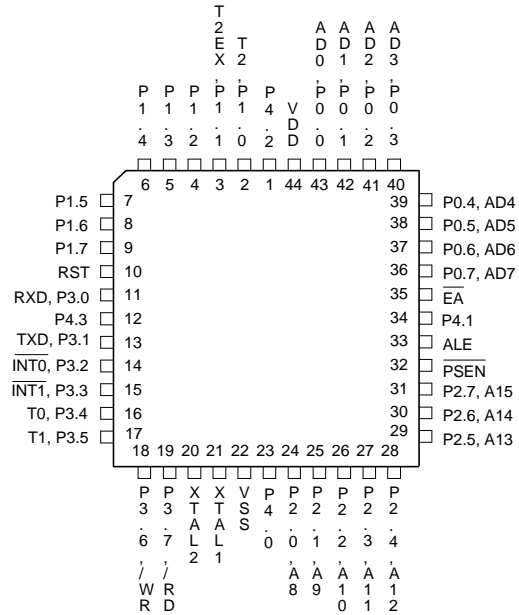 P1.4
P1.3
P1.2
T2EX,P1.1
T2,P1.0
P4.2
VDD
AD0,P0.0
AD1,P0.1
AD2,P0.2
AD3,P0.3
6
5
4
3
2
1
44
43
42
41
40
P1.5 7
P1.6 8
P1.7 9
RST 10
RXD, P3.0 11
P4.3 12
TXD, P3.1 13
INT0, P3.2 14
INT1, P3.3 15
T0, P3.4 16
T1, P3.5 17
39 P0.4, AD4
38 P0.5, AD5
37 P0.6, AD6
36 P0.7, AD7
35 EA
34 P4.1
33 ALE
32 PSEN
31 P2.7, A15
30 P2.6, A14
29 P2.5, A13
18
19
20
21
22
23
24
25
26
27
28
P3.6,/WR
P3.7,/RD
XTAL2
XTAL1
VSS
P4.0
P2.0,A8
P2.1,A9
P2.2,A10
P2.3,A11
P2.4,A12